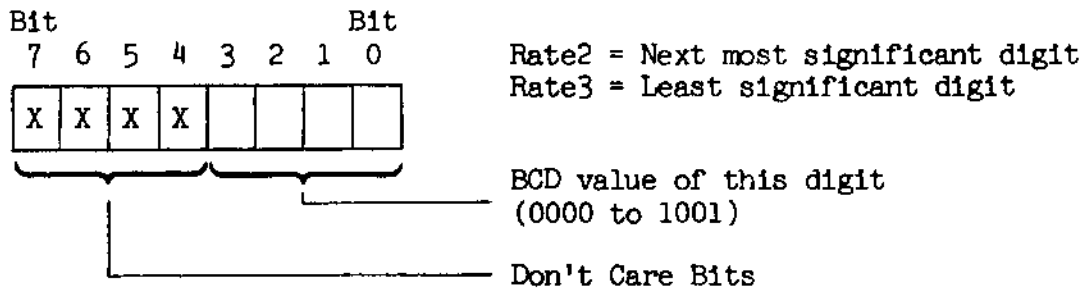 Bit Bit
7 6 5 4 3 2 1 0
Rate2 = Next most significant digit
Rate3 = Least significant digit
X X X X
BCD value of this digit
(0000 to 1001)
Don't Care Bits